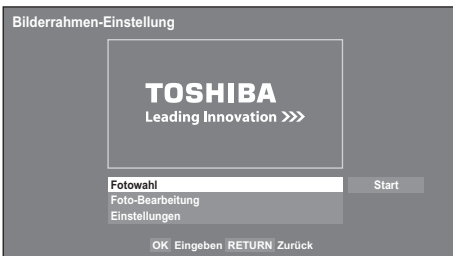 Bilderrahmen-Einstellung
TOSHIBA
Leading Innovation >>>
Fotowahl Start
Foto-Bearbeitung
Einstellungen
OK Eingeben RETURN Zurück